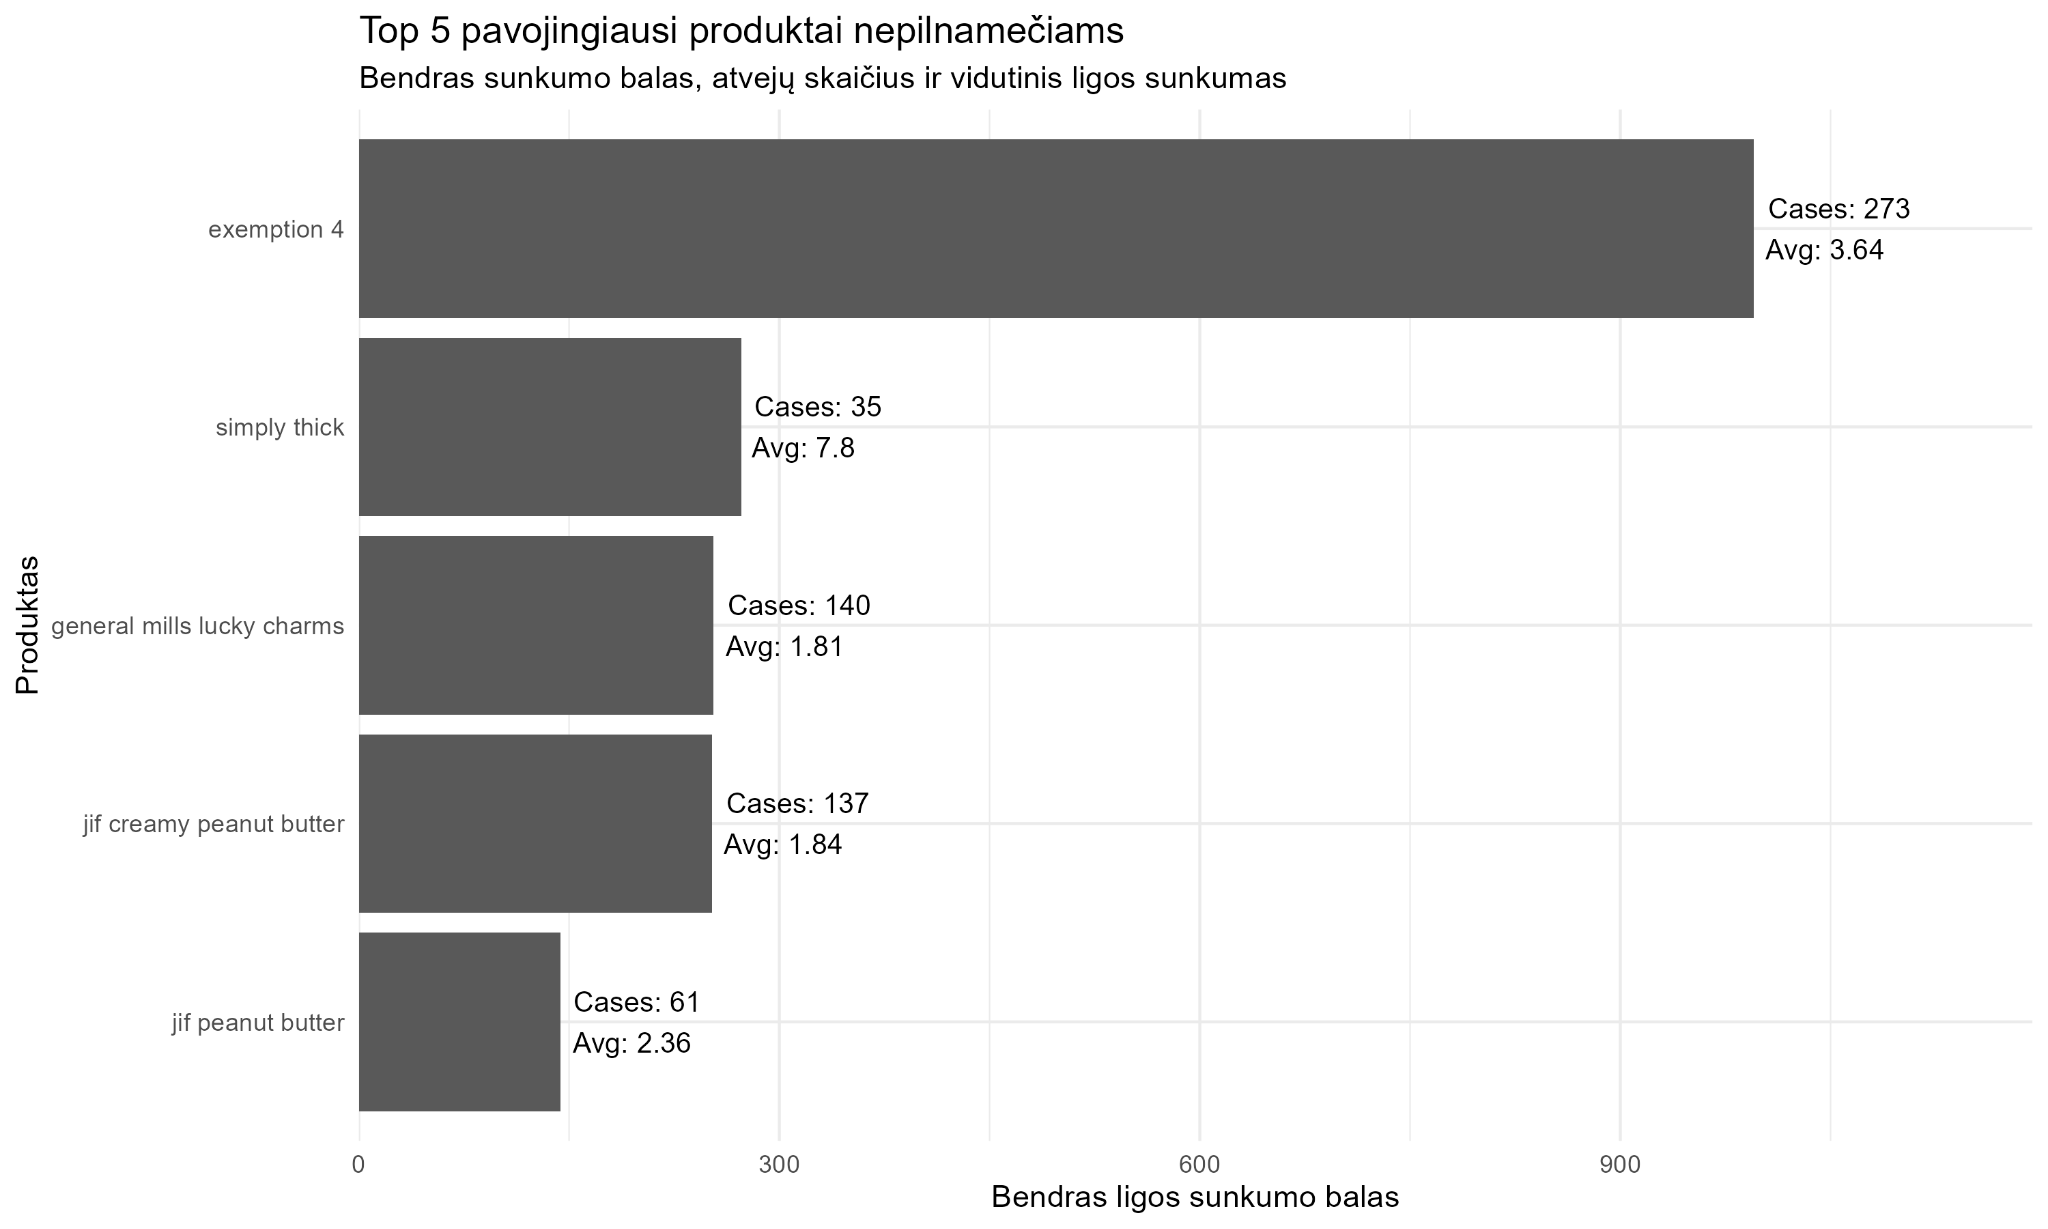 Top 5 pavojingiausi produktai nepilnamečiams
Bendras sunkumo balas, atvejų skaičius ir vidutinis ligos sunkumas
Produktas
exemption 4
Cases: 273
Avg: 3.64
simply thick
Cases: 35
Avg: 7.8
general mills lucky charms
Cases: 140
Avg: 1.81
jif creamy peanut butter
Cases: 137
Avg: 1.84
jif peanut butter
Cases: 61
Avg: 2.36
0 300 600 900
Bendras ligos sunkumo balas